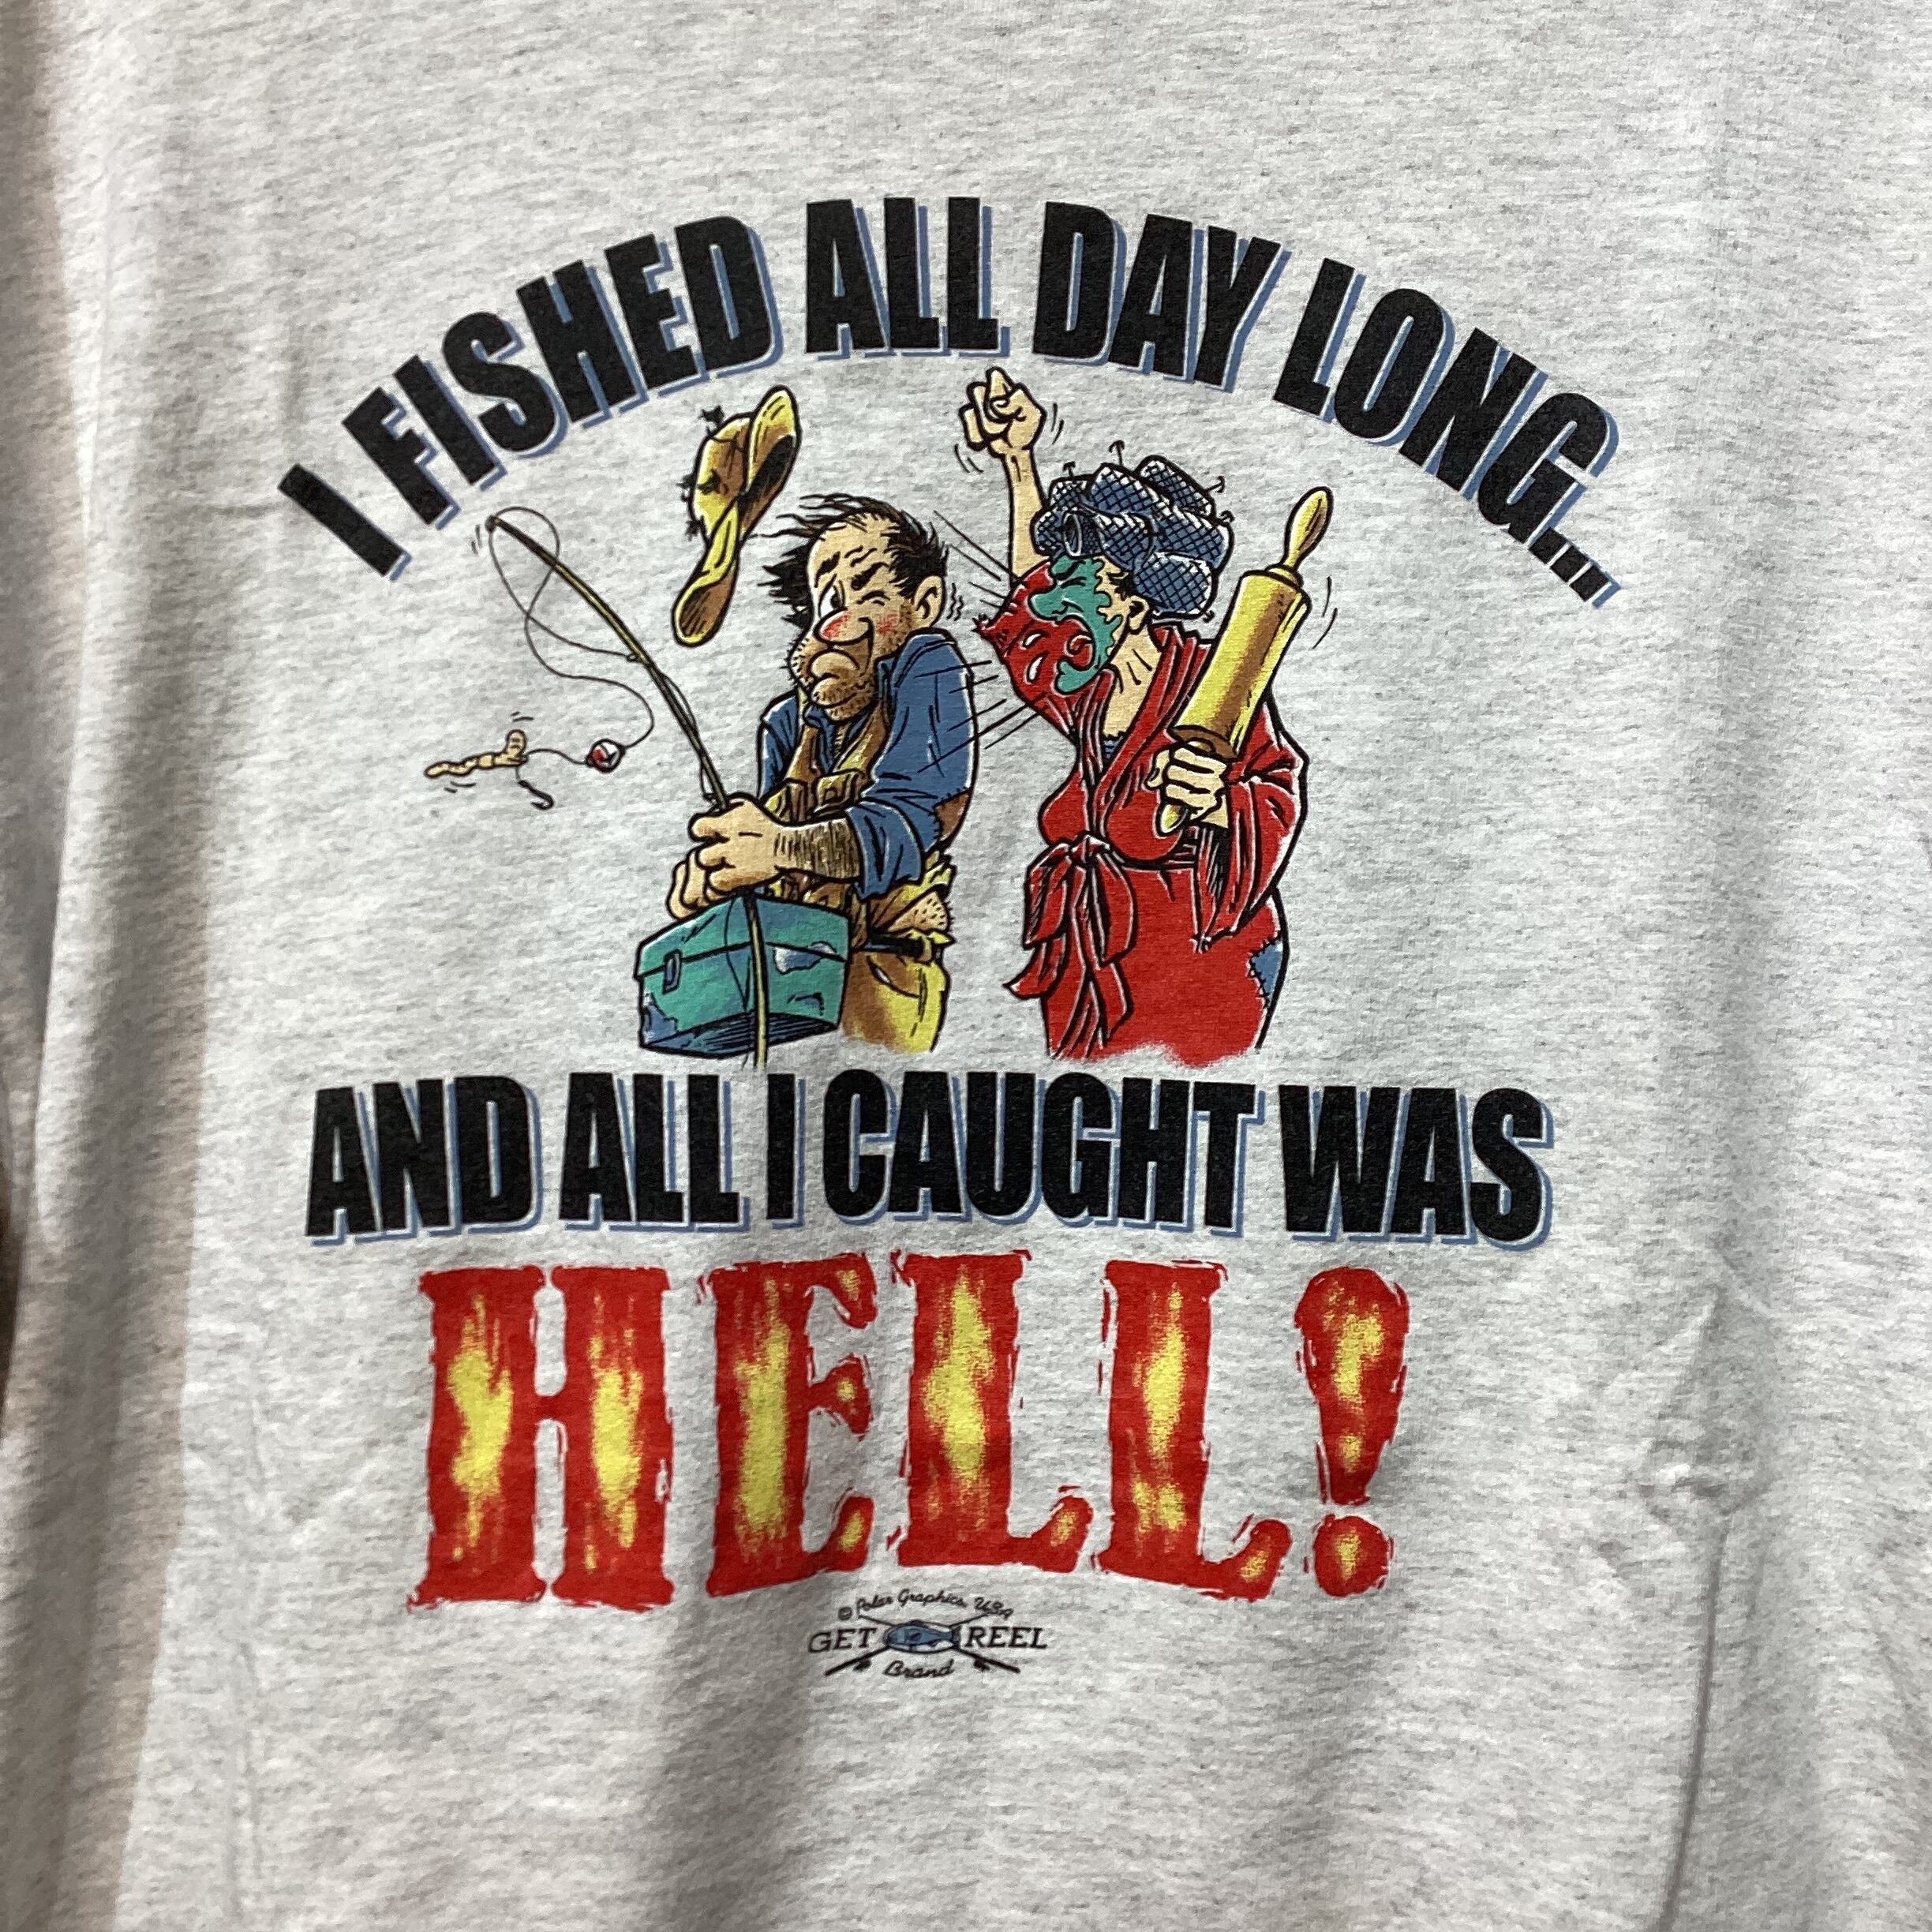 I FISHED ALL DAY LONG...
AND ALL I CAUGHT WAS
HELL!
© Polar Graphics, USA
GET REEL
Brand